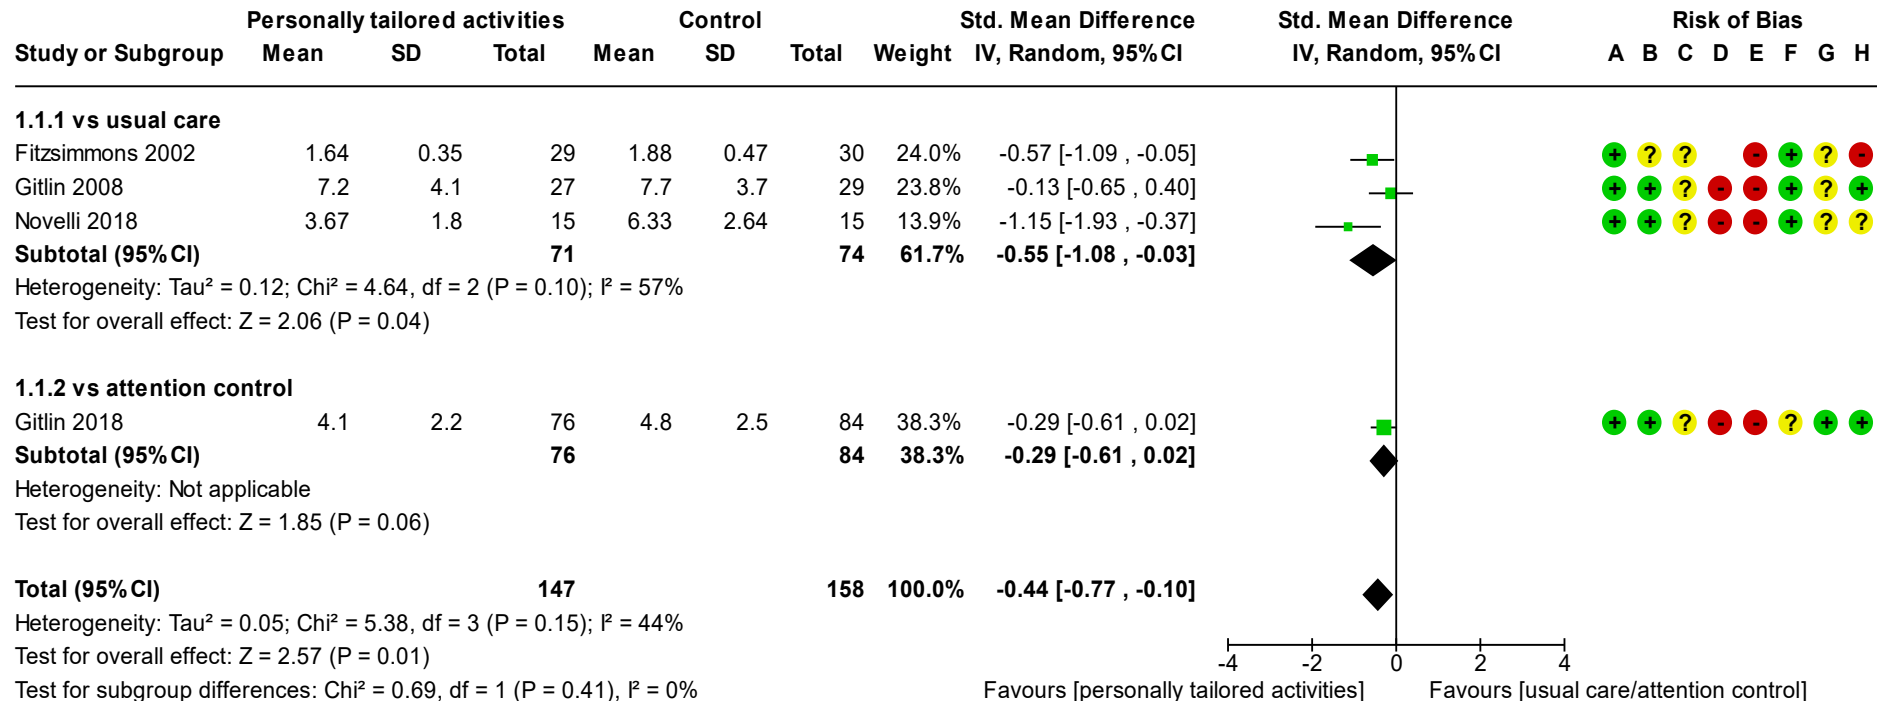 Personally tailored activities Control Std. Mean Difference Std. Mean Difference Risk of Bias
Study or Subgroup Mean SD Total Mean SD Total Weight IV, Random, 95% CI IV, Random, 95% CI A B C D E F G H
1.1.1 vs usual care
Fitzsimmons 2002 1.64 0.35 29 1.88 0.47 30 24.0% -0.57 [-1.09 , -0.05] + ? ? - + ? -
Gitlin 2008 7.2 4.1 27 7.7 3.7 29 23.8% -0.13 [-0.65 , 0.40] + + ? - - + ? +
Novelli 2018 3.67 1.8 15 6.33 2.64 15 13.9% -1.15 [-1.93 , -0.37] + + ? - - + ? ?
Subtotal (95% CI) 71 74 61.7% -0.55 [-1.08 , -0.03]
Heterogeneity: Tau² = 0.12; Chi² = 4.64, df = 2 (P = 0.10); I² = 57%
Test for overall effect: Z = 2.06 (P = 0.04)
1.1.2 vs attention control
Gitlin 2018 4.1 2.2 76 4.8 2.5 84 38.3% -0.29 [-0.61 , 0.02] + + ? - - ? + +
Subtotal (95% CI) 76 84 38.3% -0.29 [-0.61 , 0.02]
Heterogeneity: Not applicable
Test for overall effect: Z = 1.85 (P = 0.06)
Total (95% CI) 147 158 100.0% -0.44 [-0.77 , -0.10]
Heterogeneity: Tau² = 0.05; Chi² = 5.38, df = 3 (P = 0.15); I² = 44%
Test for overall effect: Z = 2.57 (P = 0.01) -4 -2 0 2 4
Test for subgroup differences: Chi² = 0.69, df = 1 (P = 0.41), I² = 0% Favours [personally tailored activities] Favours [usual care/attention control]